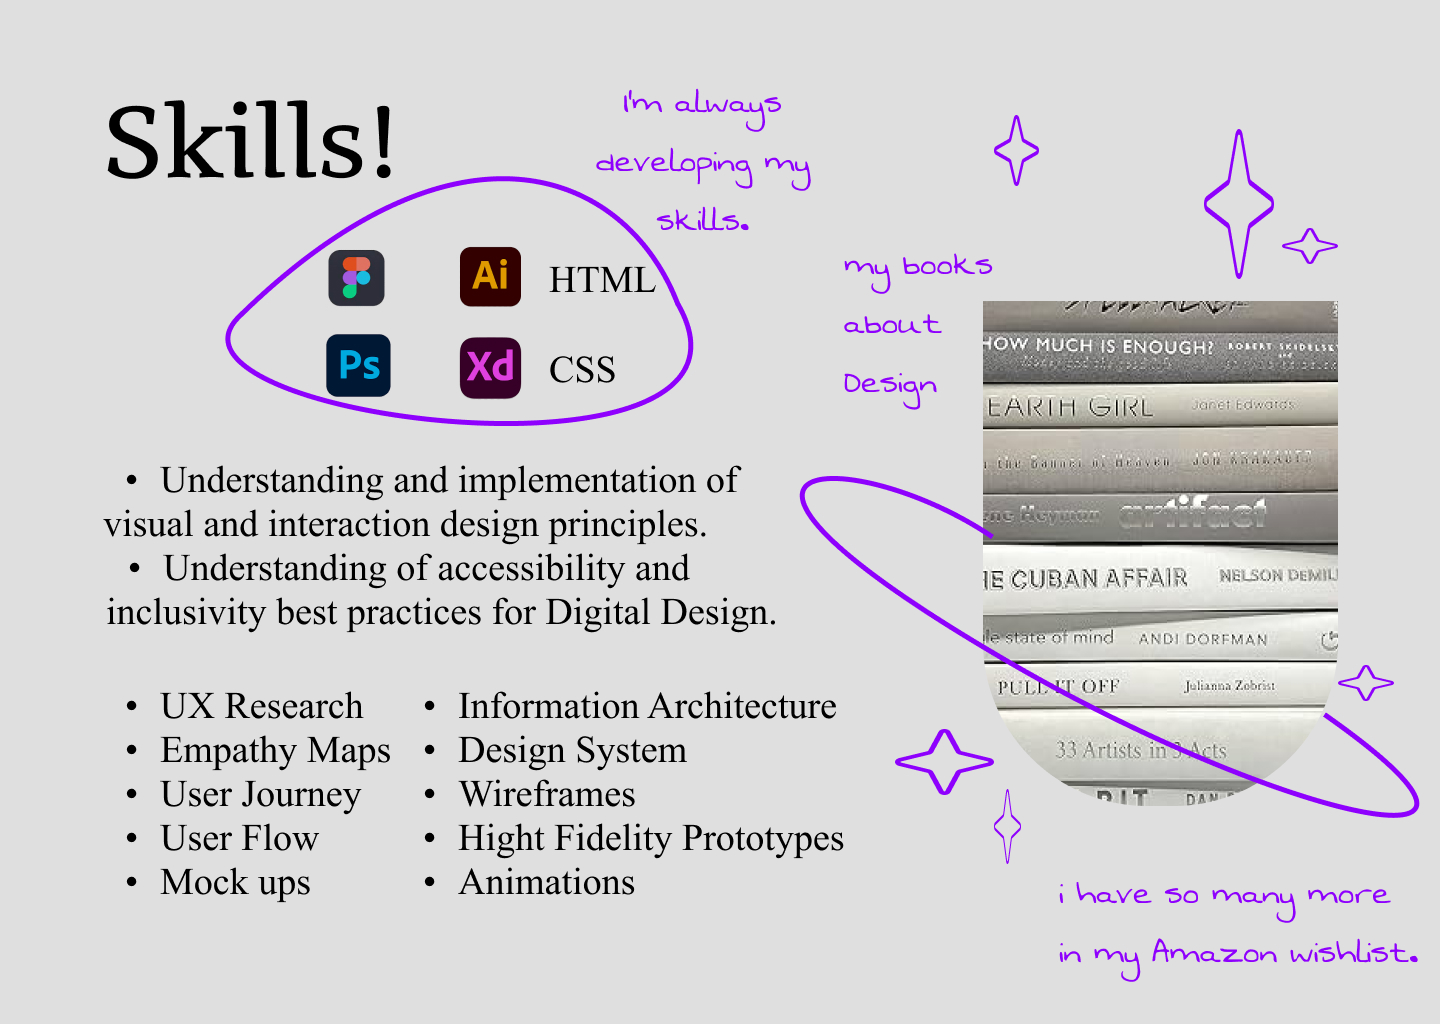 Skills!
I'm always
developing my
skills.
Ai HTML
Ps Xd CSS
• Understanding and implementation of
visual and interaction design principles.
• Understanding of accessibility and
inclusivity best practices for Digital Design.
• UX Research
• Empathy Maps
• User Journey
• User Flow
• Mock ups
• Information Architecture
• Design System
• Wireframes
• Hight Fidelity Prototypes
• Animations
my books
about
Design
HOW MUCH IS ENOUGH? ROBERT SKIDELSKY
and
EARTH GIRL Janet Edwards
the Banner of Heaven JON KRAKAUER
Heyman artifact
CUBAN AFFAIR NELSON DEMIL
state of mind ANDI DORFMAN
PULL IT OFF Julianna Zobrist
33 Artists in 3 Acts
DAN
i have so many more
in my Amazon wishlist.